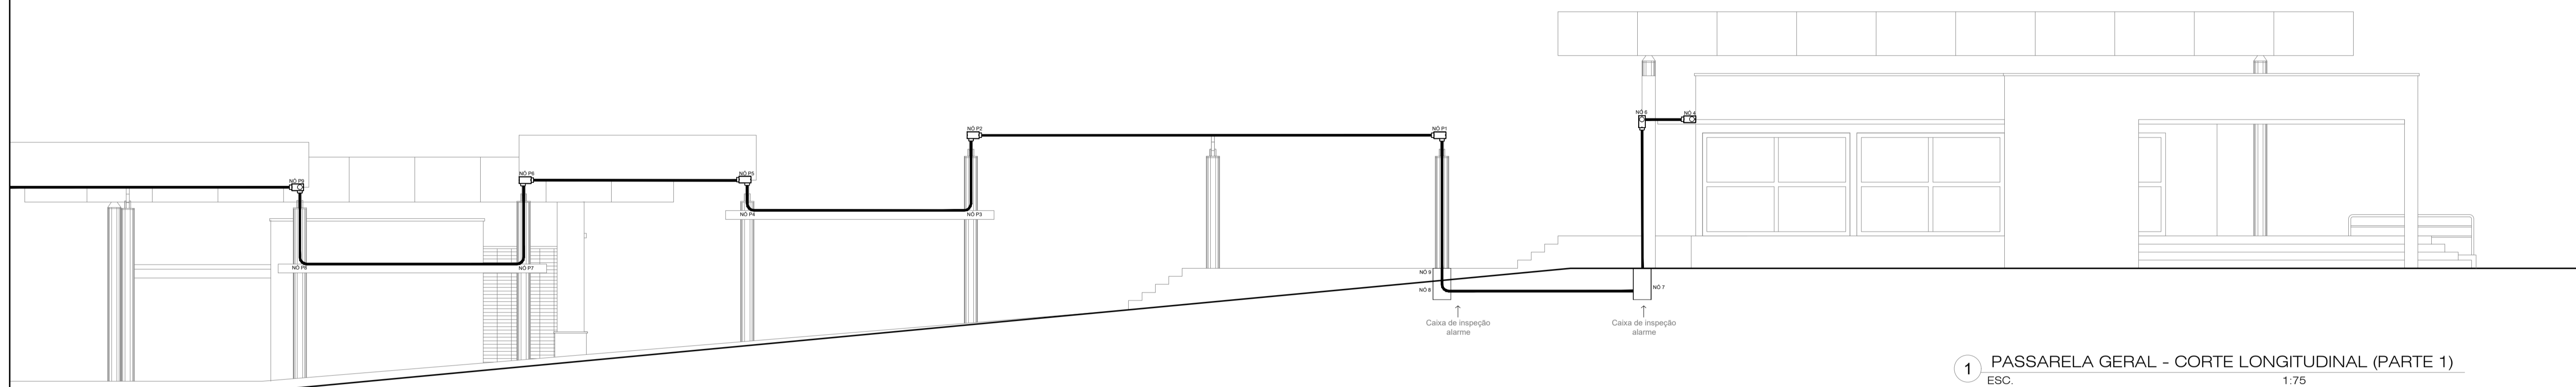 NÓ P9
NÓ P8
NÓ P7
NÓ P6
NÓ P5
NÓ P4
NÓ P3
NÓ P2
NÓ P1
NÓ 6
NÓ 4
NÓ 9
NÓ 8
NÓ 7
Caixa de inspeção
alarme
Caixa de inspeção
alarme
1 PASSARELA GERAL - CORTE LONGITUDINAL (PARTE 1)
ESC. 1:75